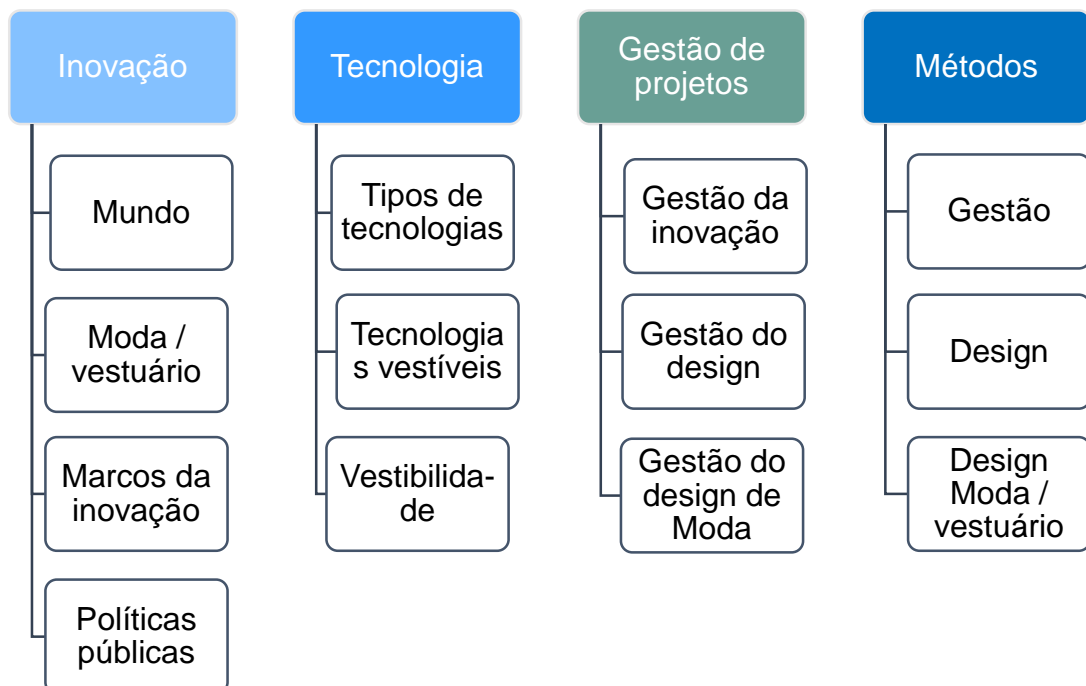 Inovação
Mundo
Moda /
vestuário
Marcos da
inovação
Políticas
públicas
Tecnologia
Tipos de
tecnologias
Tecnologia
s vestíveis
Vestibilida-
de
Gestão de
projetos
Gestão da
inovação
Gestão do
design
Gestão do
design de
Moda
Métodos
Gestão
Design
Design
Moda /
vestuário